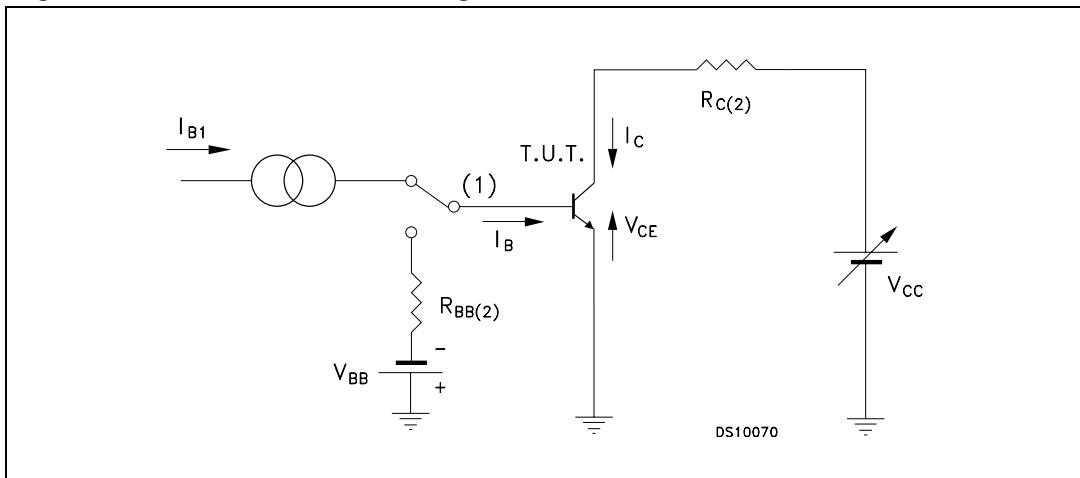 I_B1
T.U.T.
I_C
R_C(2)
(1)
I_B
V_CE
R_BB(2)
V_BB
-
+
V_CC
DS10070